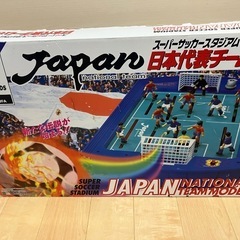 Japan
national team
スーパーサッカースタジアム
日本代表チーム
SUPER
SOCCER
STADIUM
JAPAN
NATIONAL
TEAM MODEL